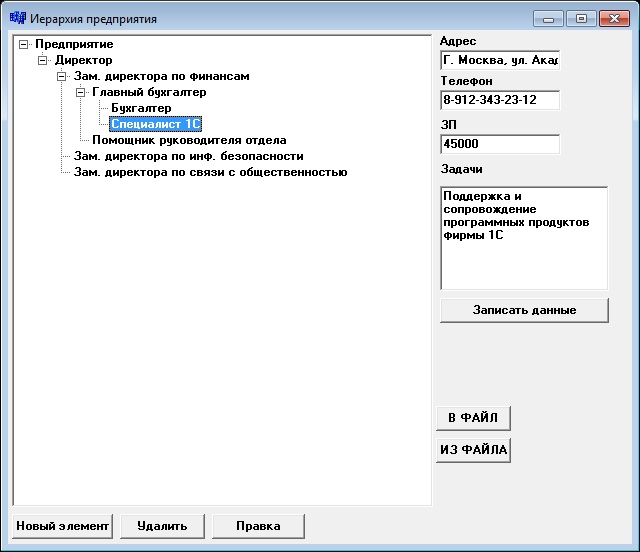 Иерархия предприятия
Предприятие
Директор
Зам. директора по финансам
Главный бухгалтер
Бухгалтер
Специалист 1С
Помощник руководителя отдела
Зам. директора по инф. безопасности
Зам. директора по связи с общественностью
Адрес
Г. Москва, ул. Акад
Телефон
8-912-343-23-12
ЗП
45000
Задачи
Поддержка и
сопровождение
программных продуктов
фирмы 1С
Записать данные
В ФАЙЛ
ИЗ ФАЙЛА
Новый элемент
Удалить
Правка